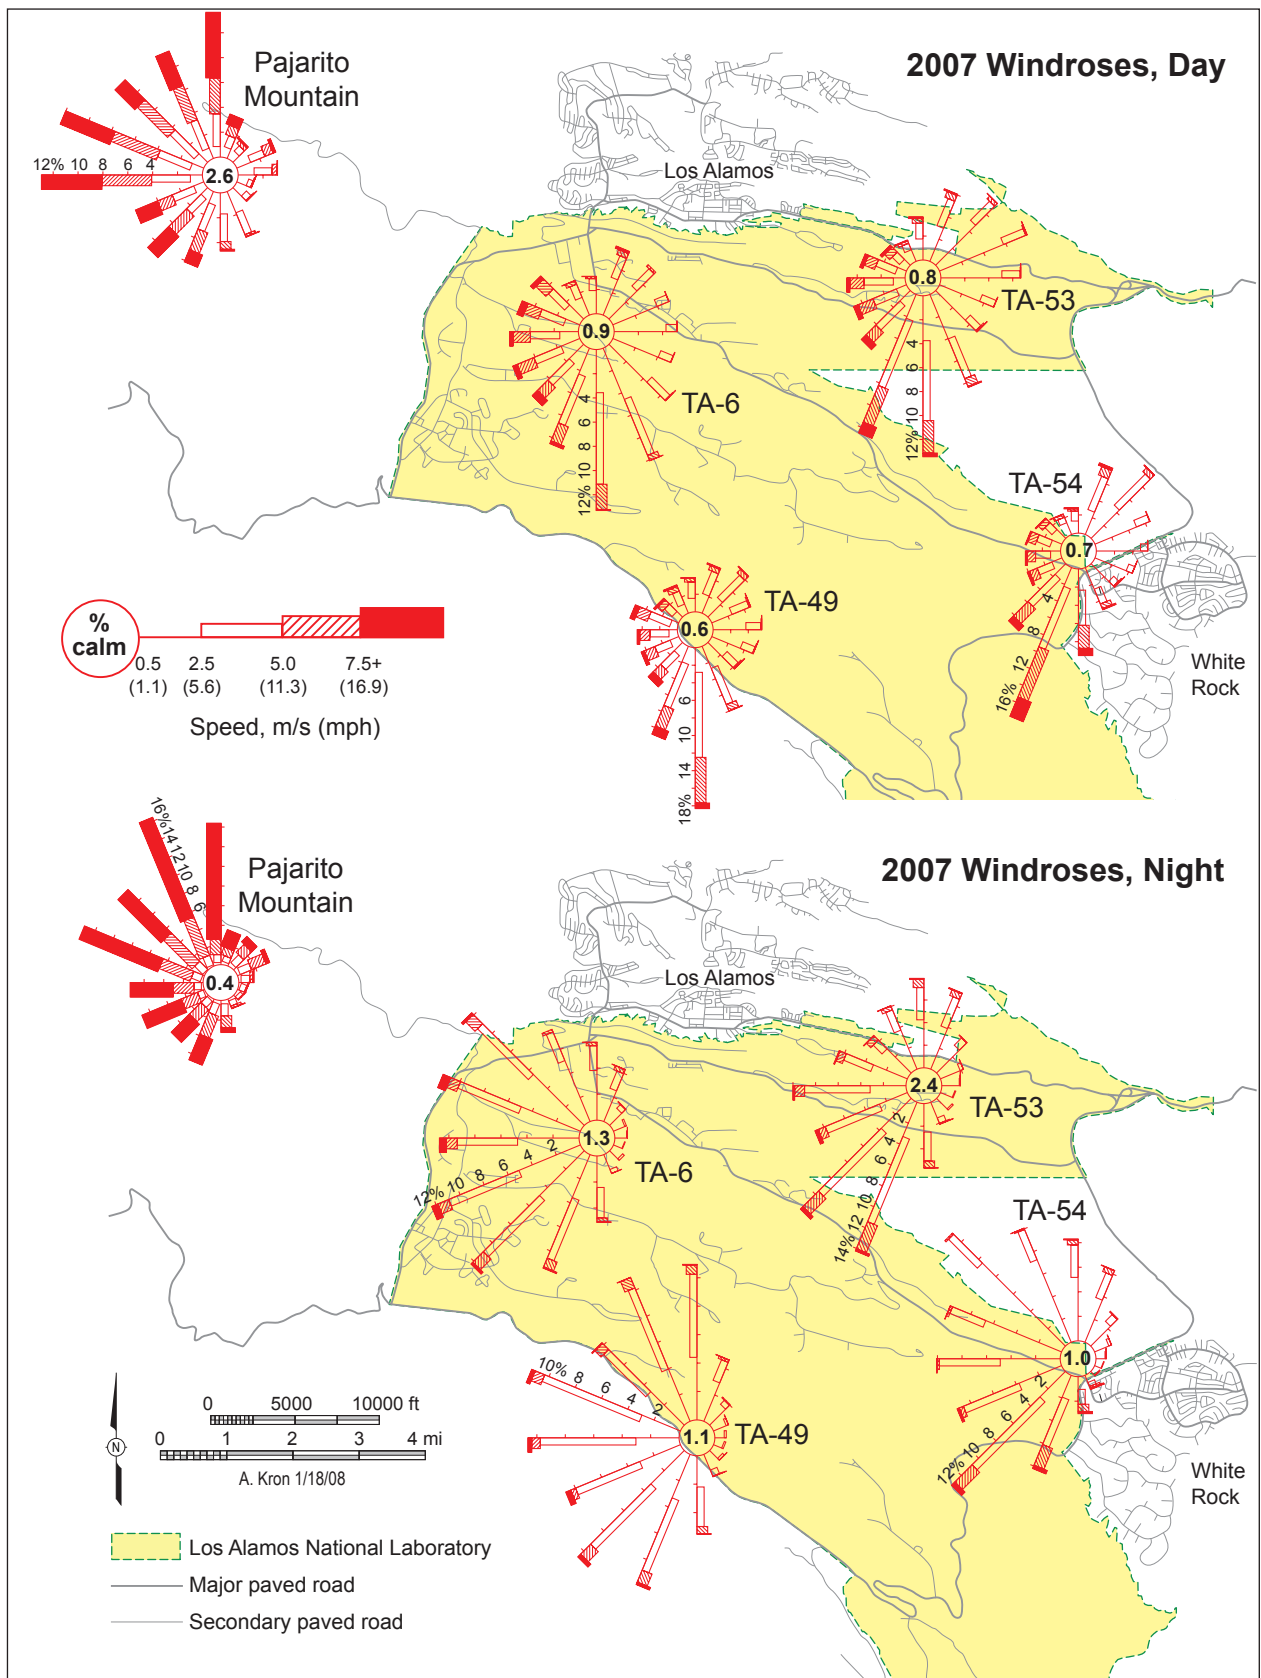 2007 Windroses, Day
Pajarito
Mountain
12% 10 8 6 4
2.6
Los Alamos
0.8
TA-53
4
6
8
10
12%
0.9
TA-6
4
6
8
10
12%
TA-54
0.7
4
8
12
16%
TA-49
0.6
6
10
14
18%
White
Rock
%
calm
0.5 2.5 5.0 7.5+
(1.1) (5.6) (11.3) (16.9)
Speed, m/s (mph)
2007 Windroses, Night
Pajarito
Mountain
16% 14 12 10 8 6
0.4
Los Alamos
2.4
TA-53
2
4
6
8
10
12
14%
1.3
TA-6
12% 10 8 6 4 2
TA-54
1.0
2
4
6
8
10
12%
10% 8 6 4 2
1.1
TA-49
White
Rock
0 5000 10000 ft
0 1 2 3 4 mi
N
A. Kron 1/18/08
Los Alamos National Laboratory
Major paved road
Secondary paved road